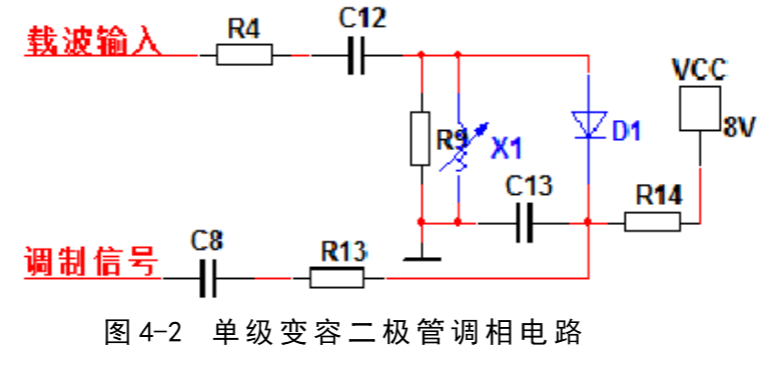 C12
载波输入
R4
VCC
R9
X1
D1
8V
C13
R14
调制信号
C8
R13
图4-2 单级变容二极管调相电路